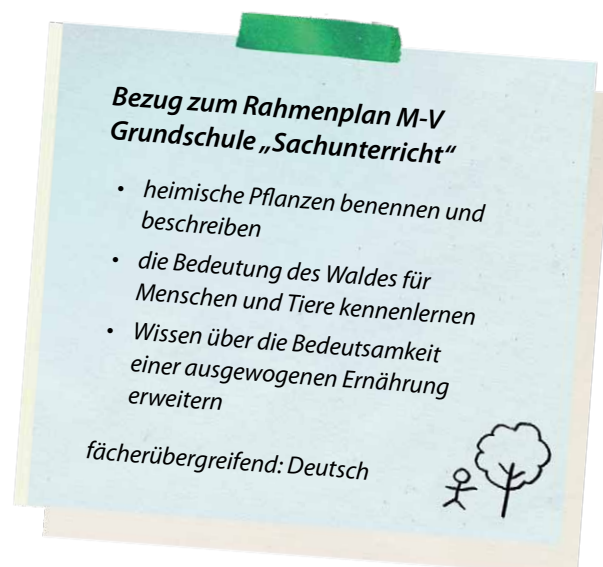 Bezug zum Rahmenplan M-V
Grundschule „Sachunterricht“
• heimische Pflanzen benennen und
beschreiben
• die Bedeutung des Waldes für
Menschen und Tiere kennenlernen
• Wissen über die Bedeutsamkeit
einer ausgewogenen Ernährung
erweitern
fächerübergreifend: Deutsch